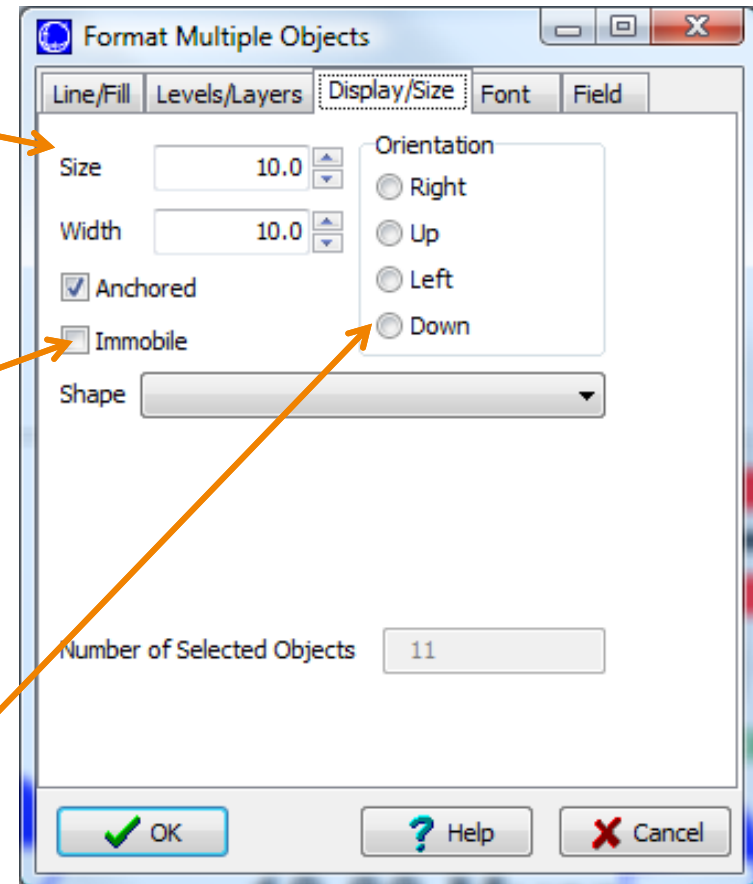 Format Multiple Objects
Line/Fill Levels/Layers Display/Size Font Field
Size 10.0
Width 10.0
Anchored
Immobile
Orientation
Right
Up
Left
Down
Shape
Number of Selected Objects 11
OK Help Cancel